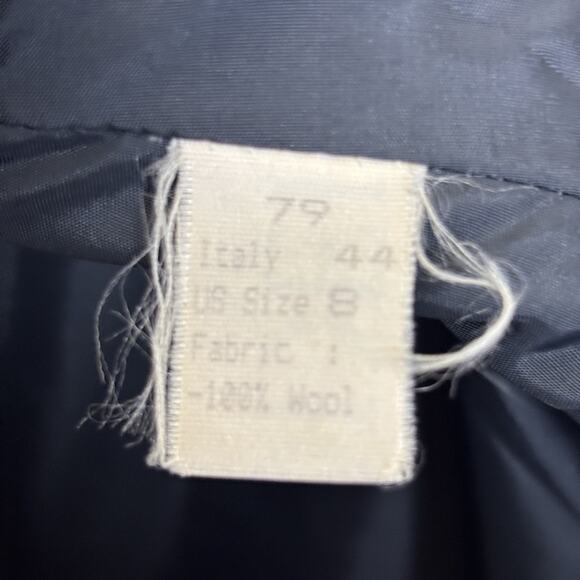 79
Italy 44
US Size 8
Fabric :
-100% Wool